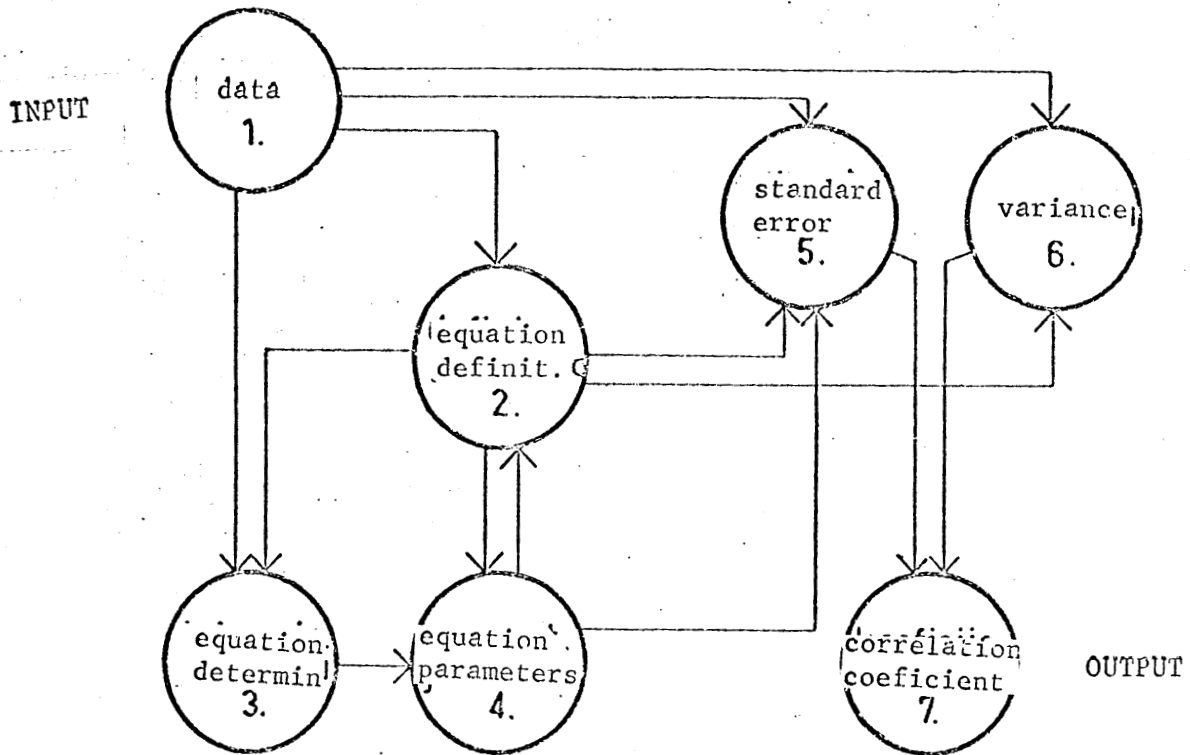 INPUT
data
1.
standard
error
5.
variance
6.
equation
definit.
2.
equation
determin
3.
equation
parameters
4.
correlation
coeficient
7.
OUTPUT